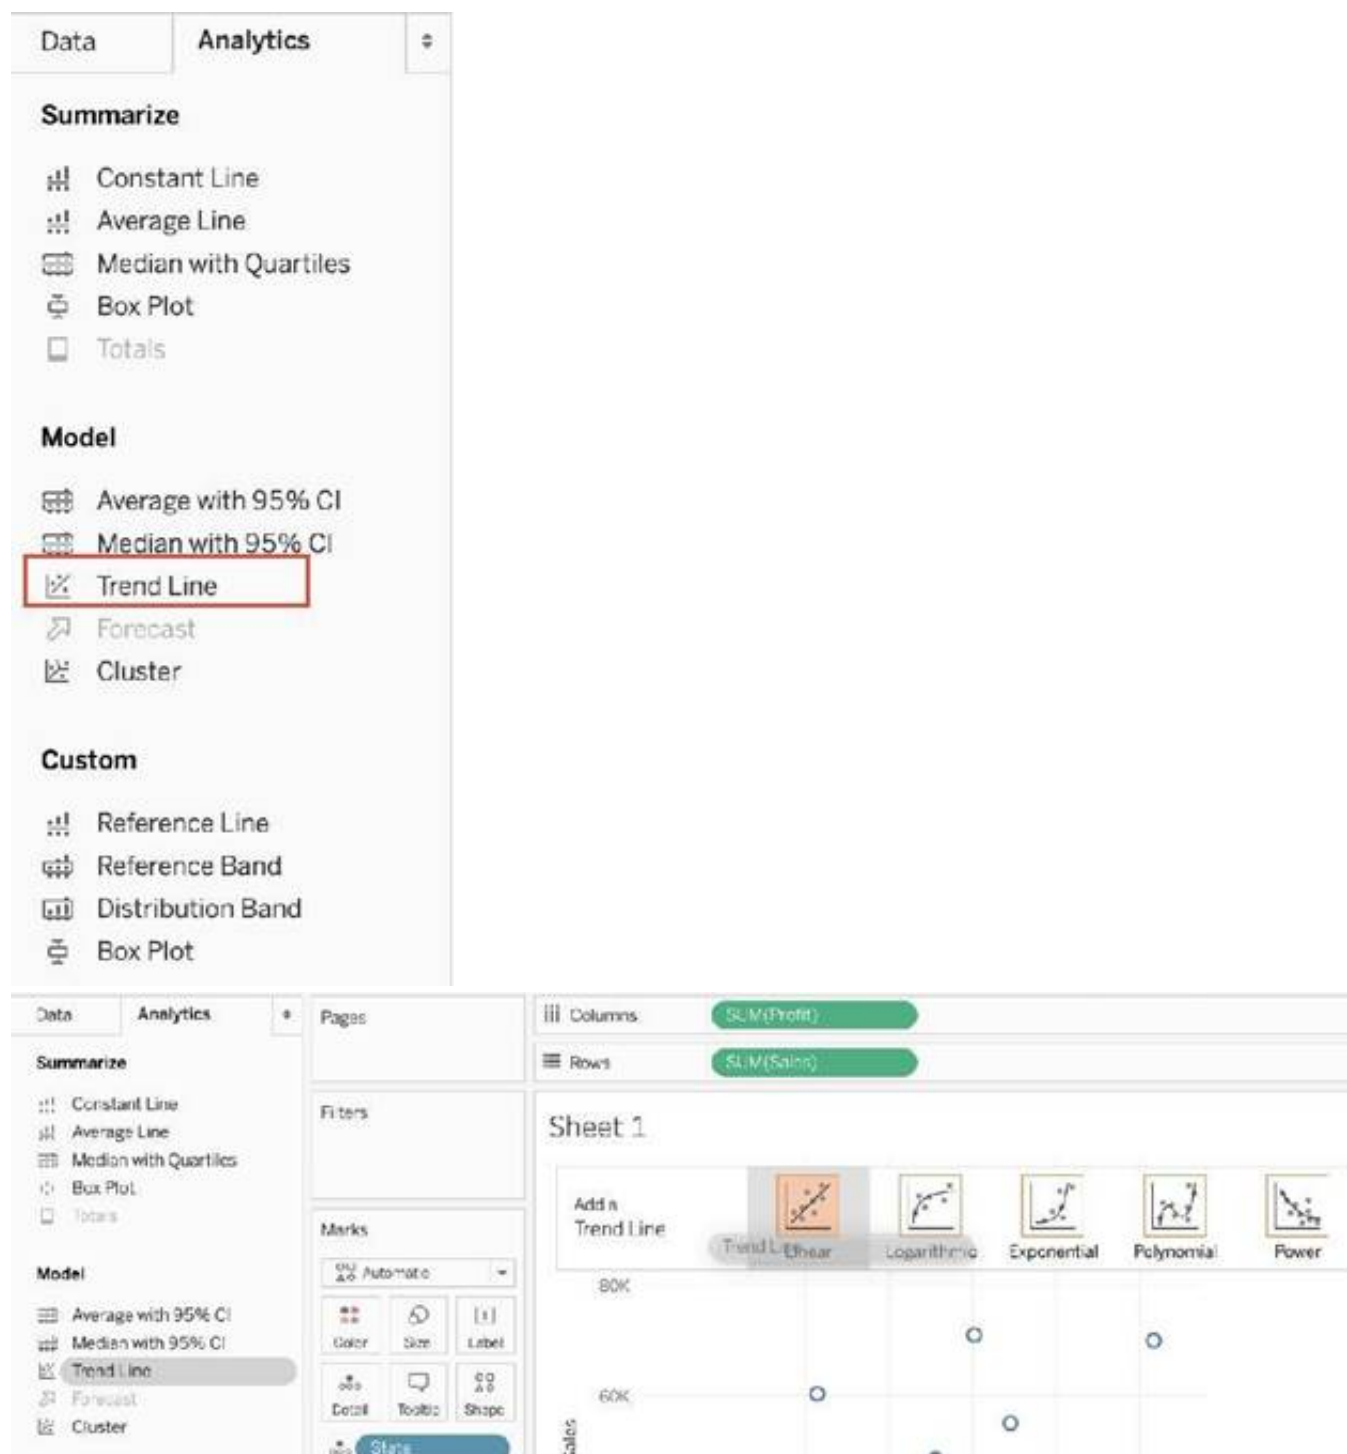 Data Analytics
Summarize
Constant Line
Average Line
Median with Quartiles
Box Plot
Totals
Model
Average with 95% CI
Median with 95% CI
Trend Line
Forecast
Cluster
Custom
Reference Line
Reference Band
Distribution Band
Box Plot
Data Analytics
Summarize
Constant Line
Average Line
Median with Quartiles
Box Plot
Totals
Model
Average with 95% CI
Median with 95% CI
Trend Line
Forecast
Cluster
Pages
Filters
Marks
Automatic
Color Size Label
Detail Tooltip Shape
State
Columns SUM(Profit)
Rows SUM(Sales)
Sheet 1
Add a
Trend Line
Trend Line
Linear Logarithmic Exponential Polynomial Power
80K
60K
Sales